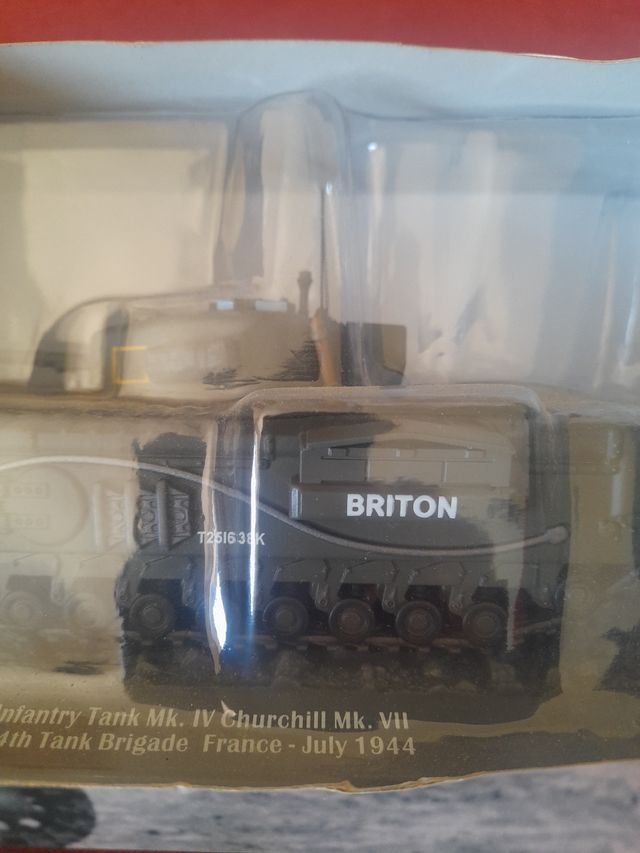 BRITON
T251638K
Infantry Tank Mk. IV Churchill Mk. VII
4th Tank Brigade France - July 1944